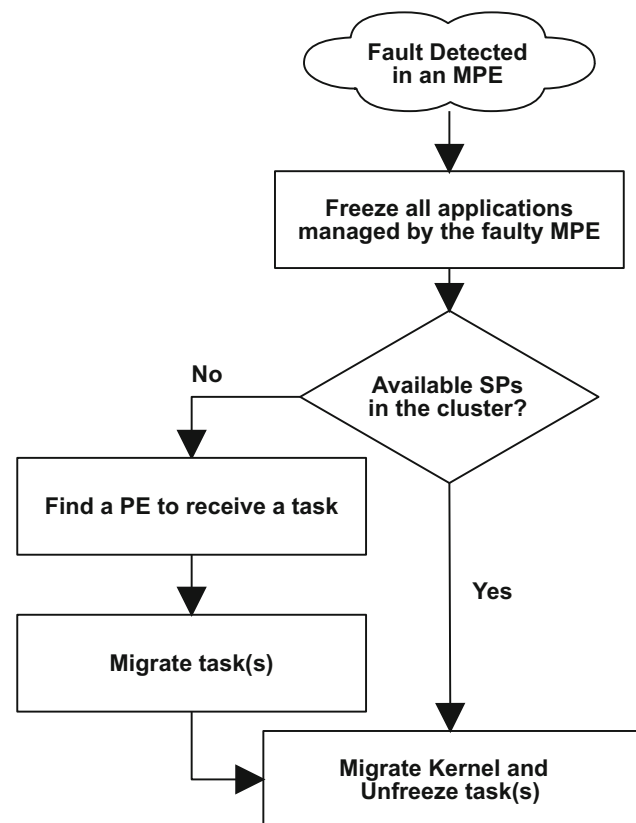 Fault Detected
in an MPE
Freeze all applications
managed by the faulty MPE
Available SPs
in the cluster?
No
Find a PE to receive a task
Yes
Migrate task(s)
Migrate Kernel and
Unfreeze task(s)